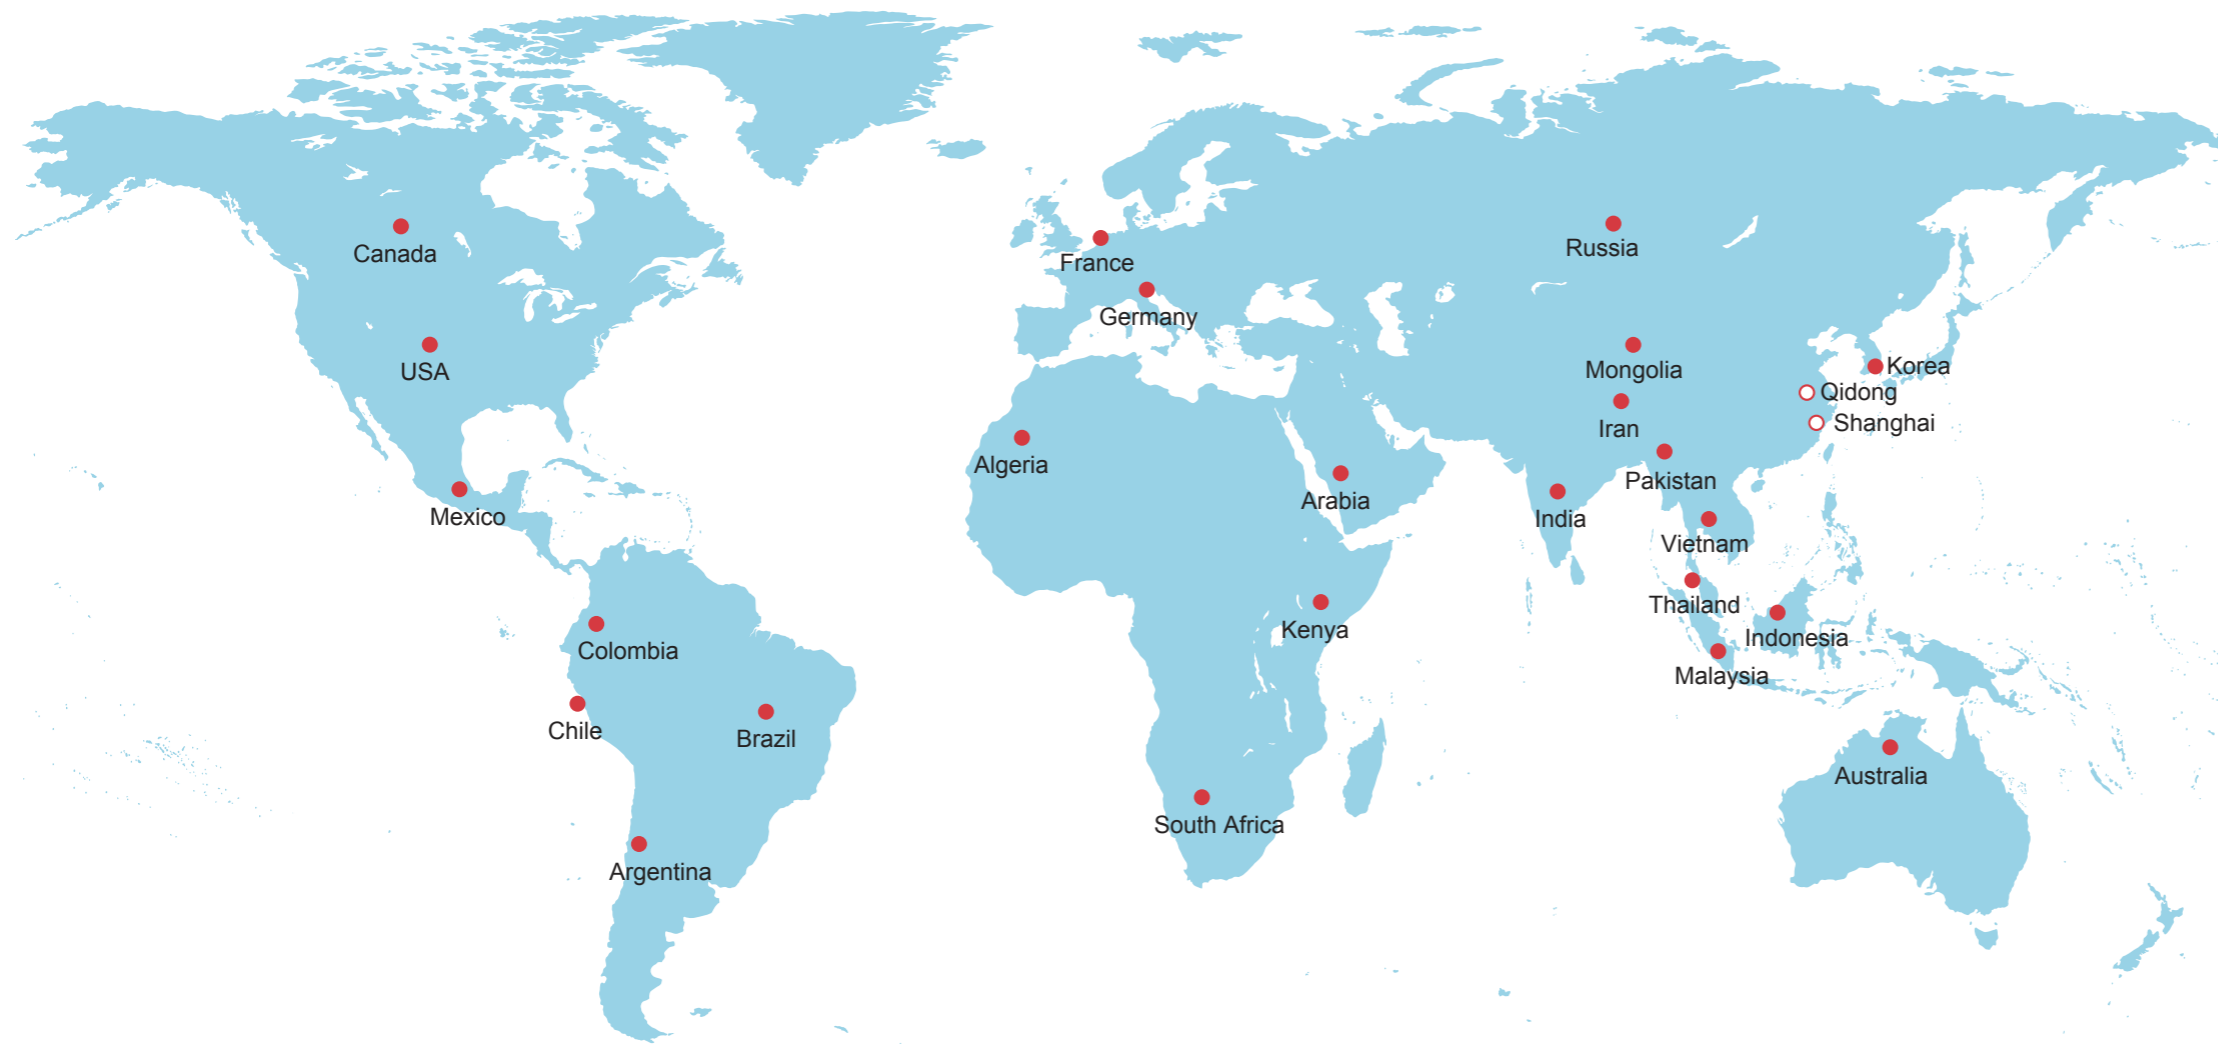 Canada
France
Russia
Germany
USA
Mongolia
Korea
Qidong
Shanghai
Iran
Algeria
Arabia
Pakistan
Mexico
India
Vietnam
Thailand
Kenya
Indonesia
Colombia
Malaysia
Chile
Brazil
Australia
South Africa
Argentina